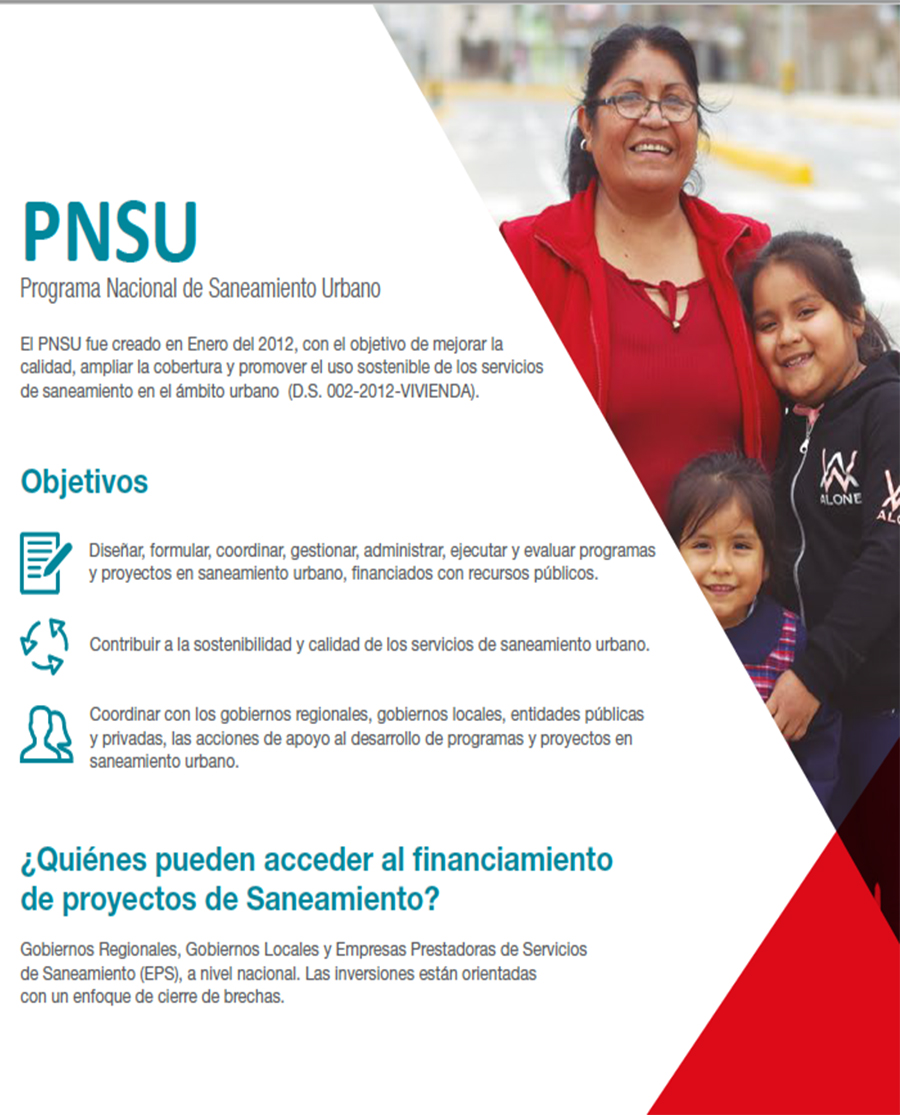 PNSU
Programa Nacional de Saneamiento Urbano
El PNSU fue creado en Enero del 2012, con el objetivo de mejorar la
calidad, ampliar la cobertura y promover el uso sostenible de los servicios
de saneamiento en el ámbito urbano (D.S. 002-2012-VIVIENDA).
Objetivos
Diseñar, formular, coordinar, gestionar, administrar, ejecutar y evaluar programas
y proyectos en saneamiento urbano, financiados con recursos públicos.
Contribuir a la sostenibilidad y calidad de los servicios de saneamiento urbano.
Coordinar con los gobiernos regionales, gobiernos locales, entidades públicas
y privadas, las acciones de apoyo al desarrollo de programas y proyectos en
saneamiento urbano.
¿Quiénes pueden acceder al financiamiento
de proyectos de Saneamiento?
Gobiernos Regionales, Gobiernos Locales y Empresas Prestadoras de Servicios
de Saneamiento (EPS), a nivel nacional. Las inversiones están orientadas
con un enfoque de cierre de brechas.
ALONE